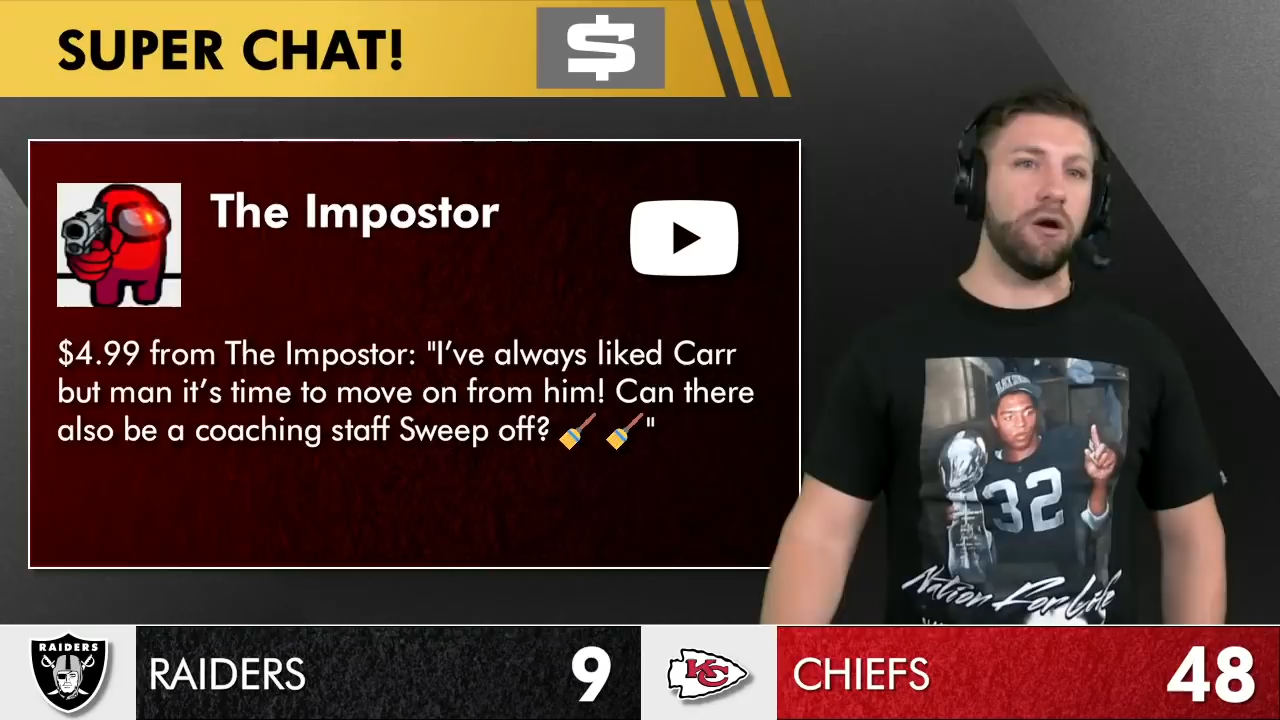 SUPER CHAT!
The Impostor
$4.99 from The Impostor: "I’ve always liked Carr
but man it’s time to move on from him! Can there
also be a coaching staff Sweep off? 🧹 🧹"
32
Nation For Life
RAIDERS
RAIDERS 9
KC
CHIEFS 48